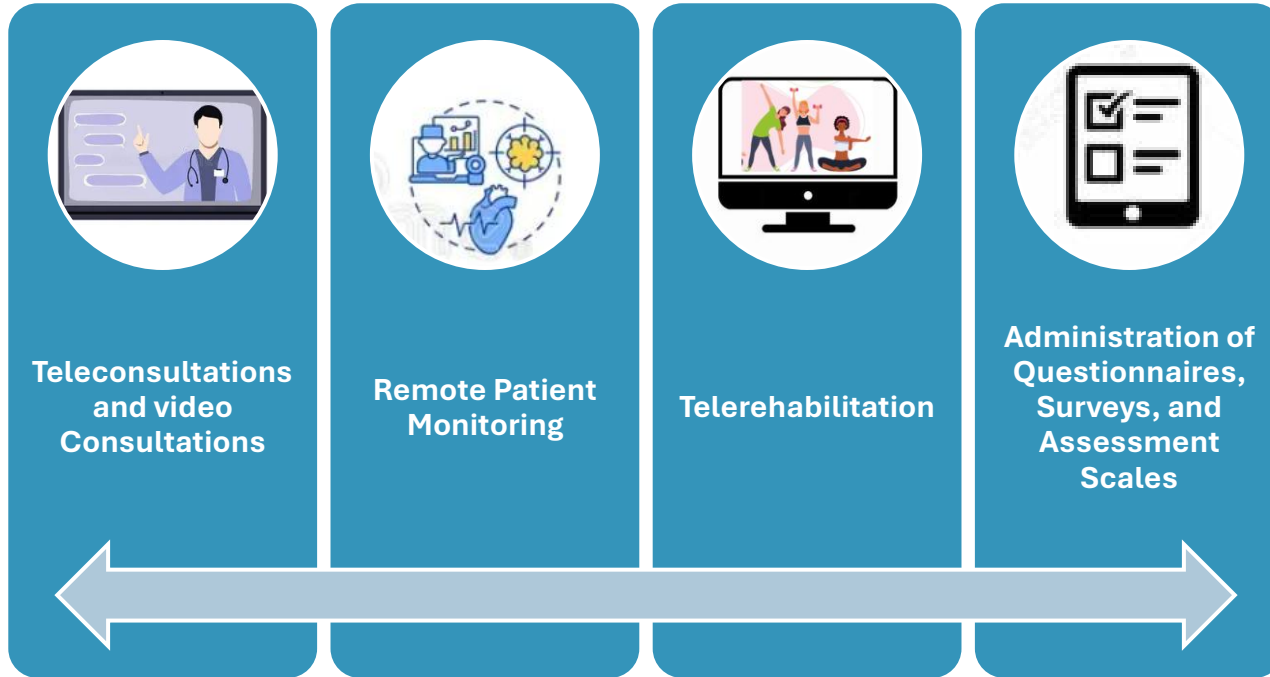 Teleconsultations
and video
Consultations
Remote Patient
Monitoring
Telerehabilitation
Administration of
Questionnaires,
Surveys, and
Assessment
Scales